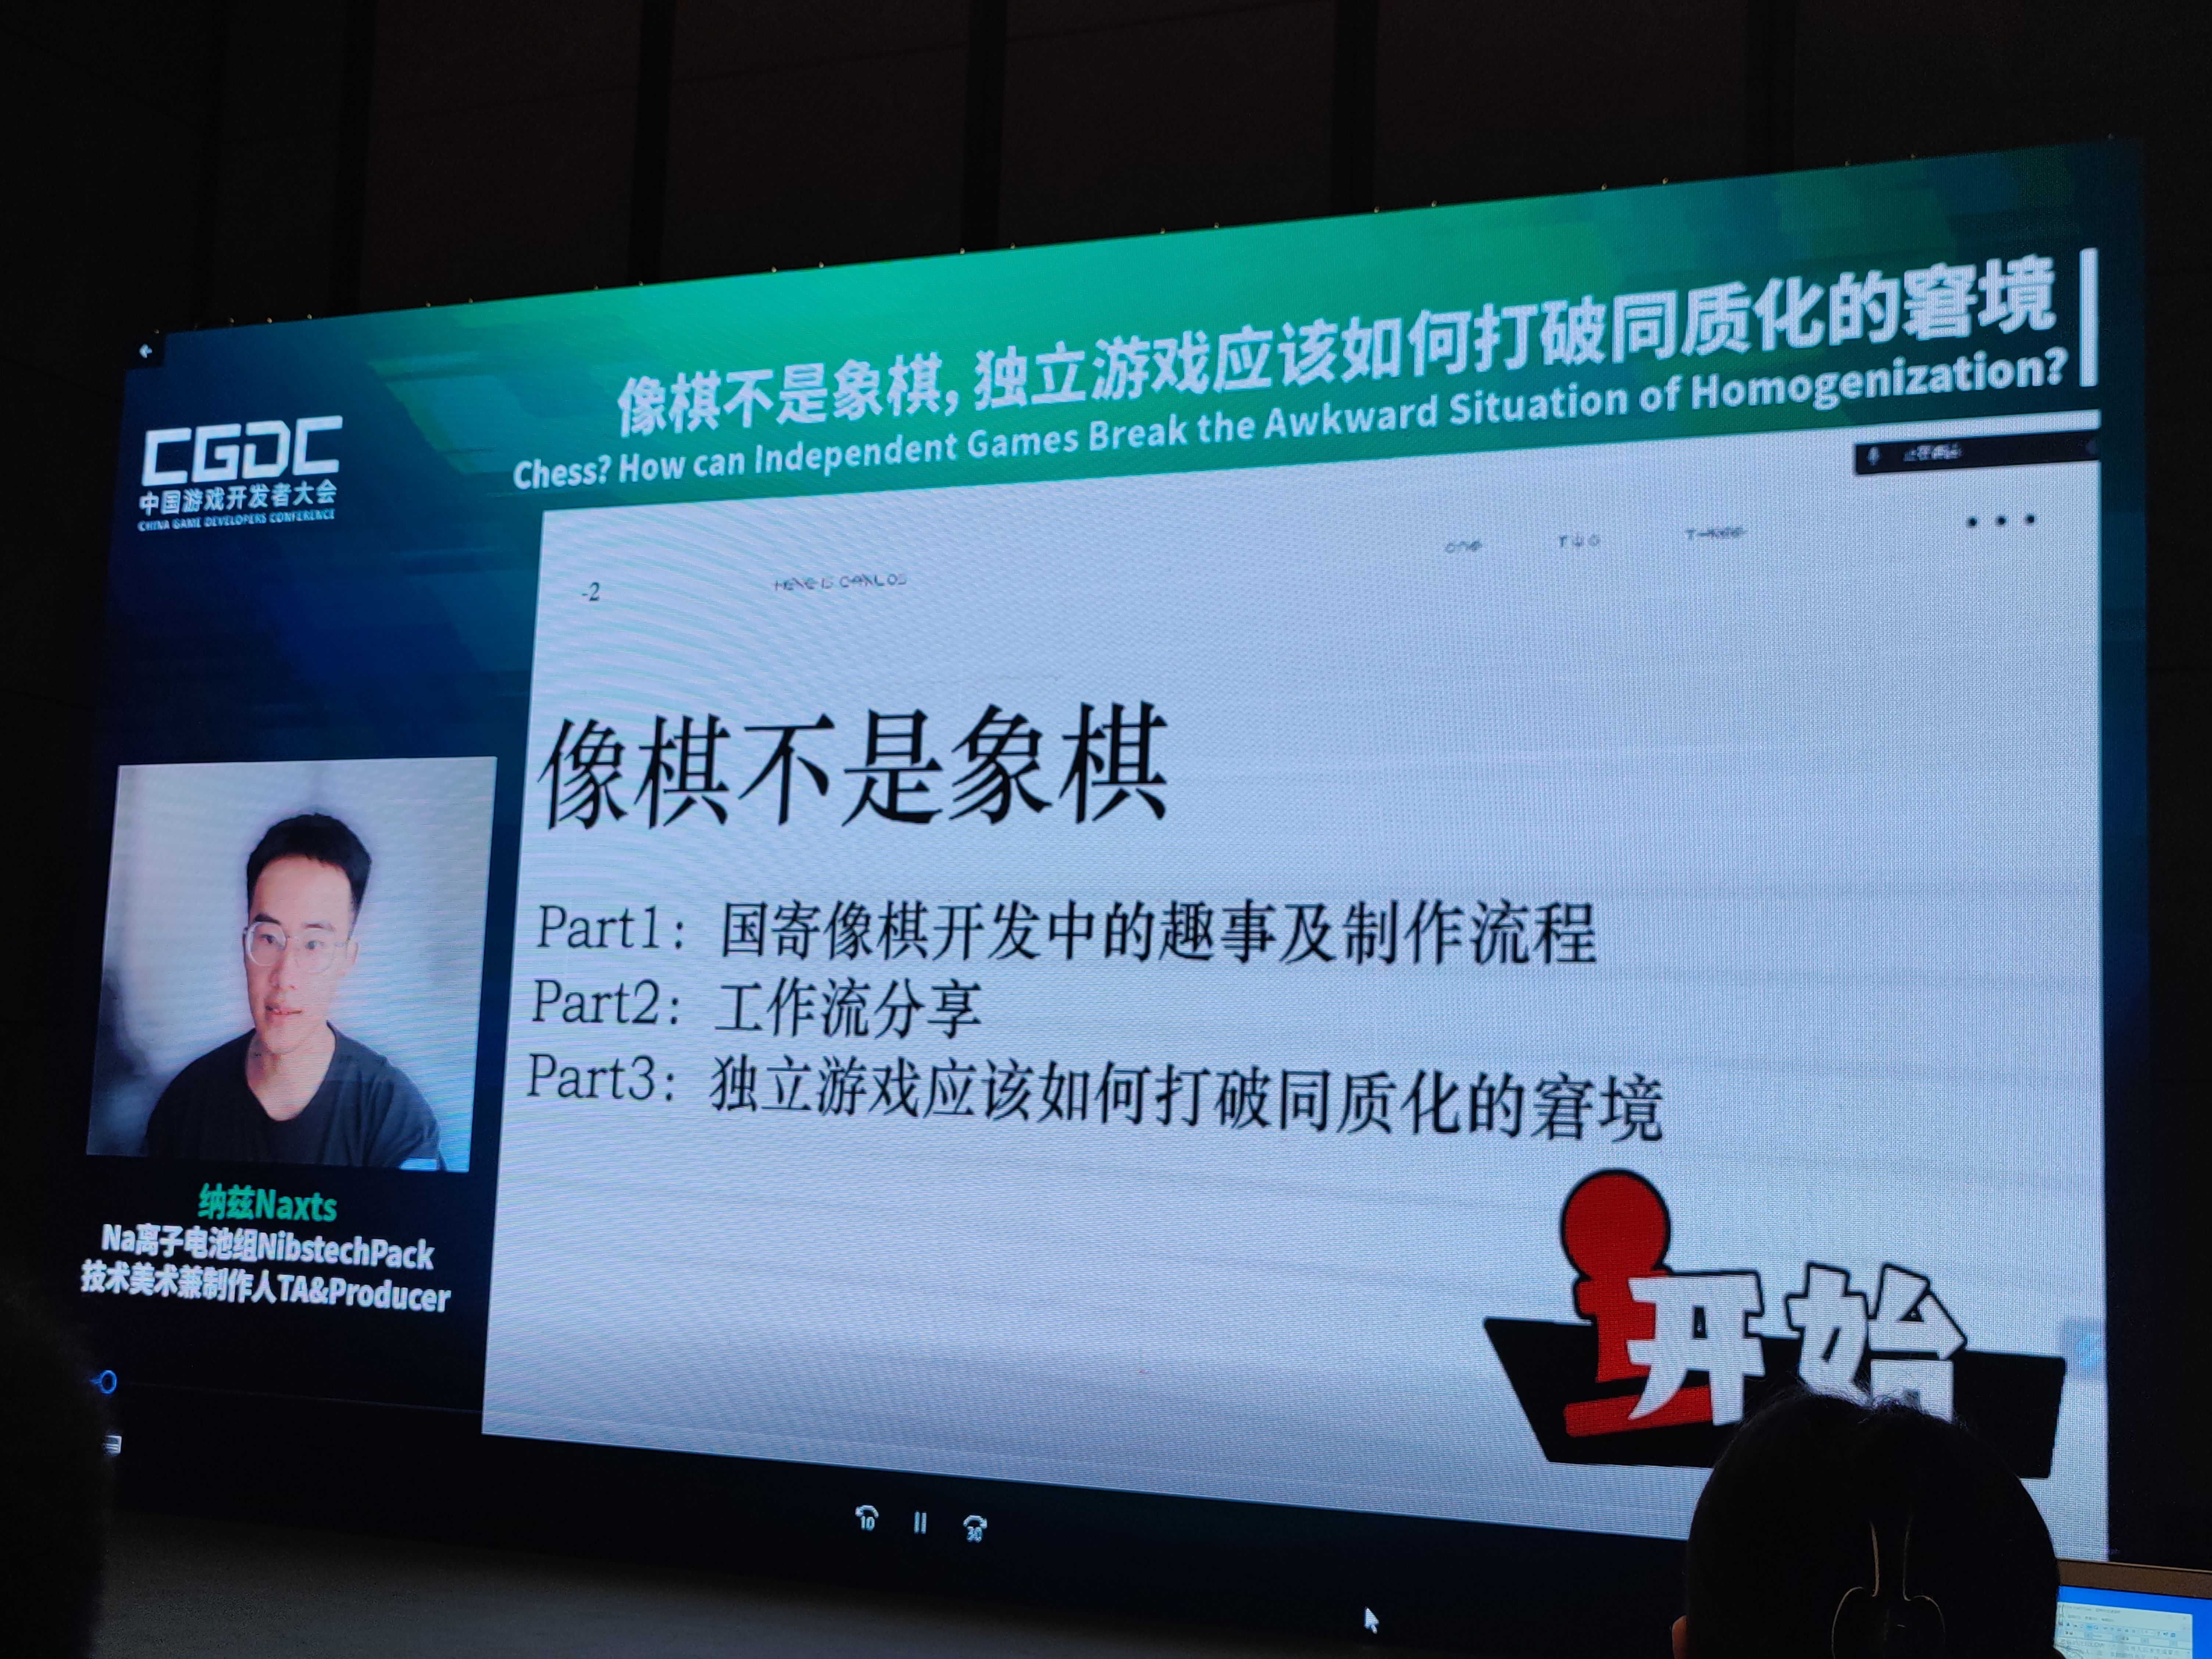 像棋不是象棋，独立游戏应该如何打破同质化的窘境
Chess? How can Independent Games Break the Awkward Situation of Homogenization?
CGDC
中国游戏开发者大会
CHINA GAME DEVELOPERS CONFERENCE
ONE TWO THREE
-2
像棋不是象棋
Part1：国寄像棋开发中的趣事及制作流程
Part2：工作流分享
Part3：独立游戏应该如何打破同质化的窘境
开始
纳兹Naxts
Na离子电池组NibstechPack
技术美术兼制作人TA&Producer
10
30